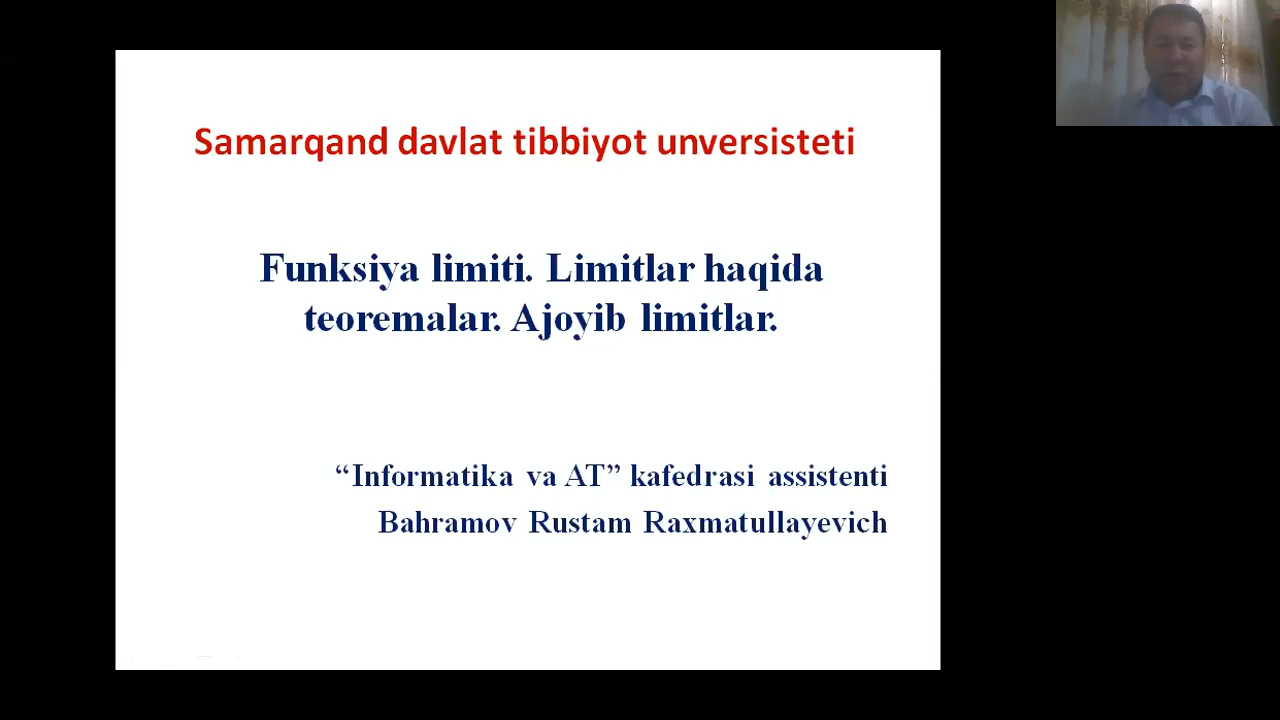 Samarqand davlat tibbiyot unversisteti
Funksiya limiti. Limitlar haqida
teoremalar. Ajoyib limitlar.
“Informatika va AT” kafedrasi assistenti
Bahramov Rustam Raxmatullayevich